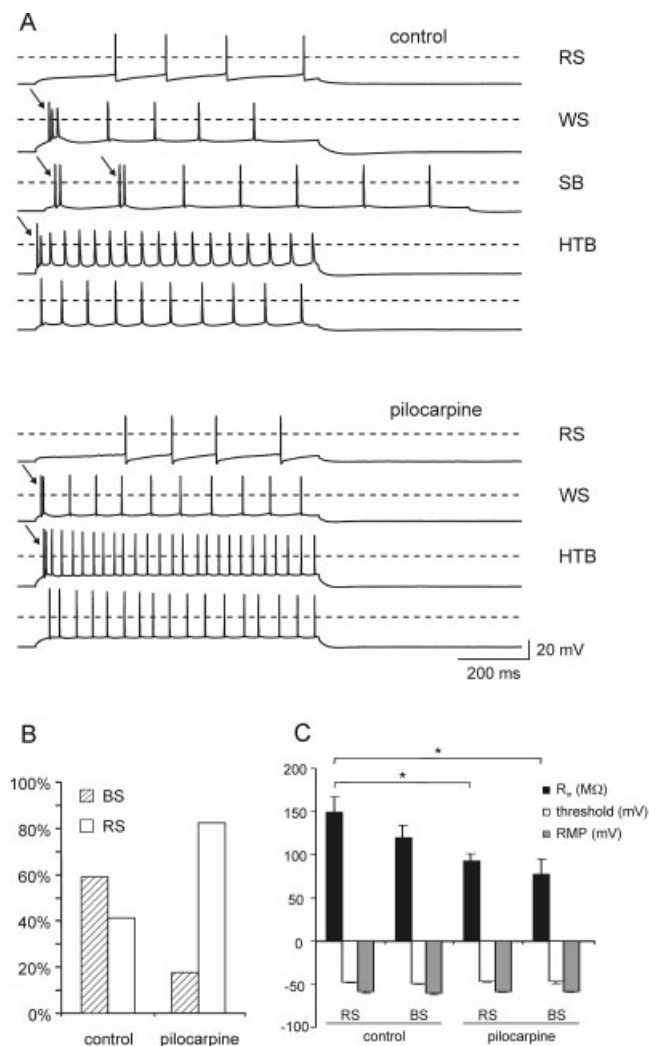 A
control
RS
WS
SB
HTB
pilocarpine
RS
WS
HTB
20 mV
200 ms
B
100%
80%
60%
40%
20%
0%
BS
RS
control
pilocarpine
C
200
150
100
50
0
-50
-100
*
*
threshold (mV)
RMP (mV)
RS
BS
RS
BS
control
pilocarpine